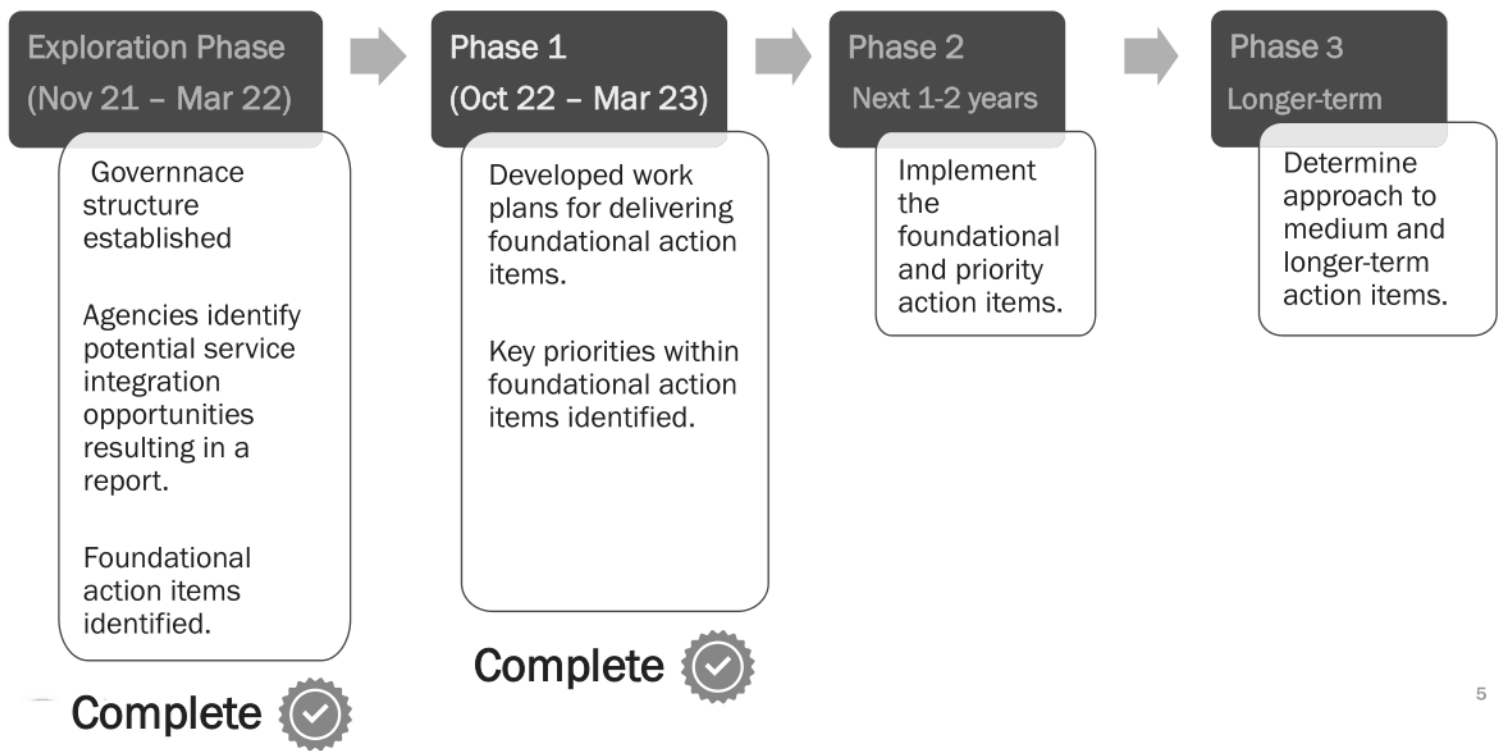 Exploration Phase
(Nov 21 – Mar 22)
Governnace
structure
established
Agencies identify
potential service
integration
opportunities
resulting in a
report.
Foundational
action items
identified.
Complete
Phase 1
(Oct 22 – Mar 23)
Developed work
plans for delivering
foundational action
items.
Key priorities within
foundational action
items identified.
Complete
Phase 2
Next 1-2 years
Implement
the
foundational
and priority
action items.
Phase 3
Longer-term
Determine
approach to
medium and
longer-term
action items.
5